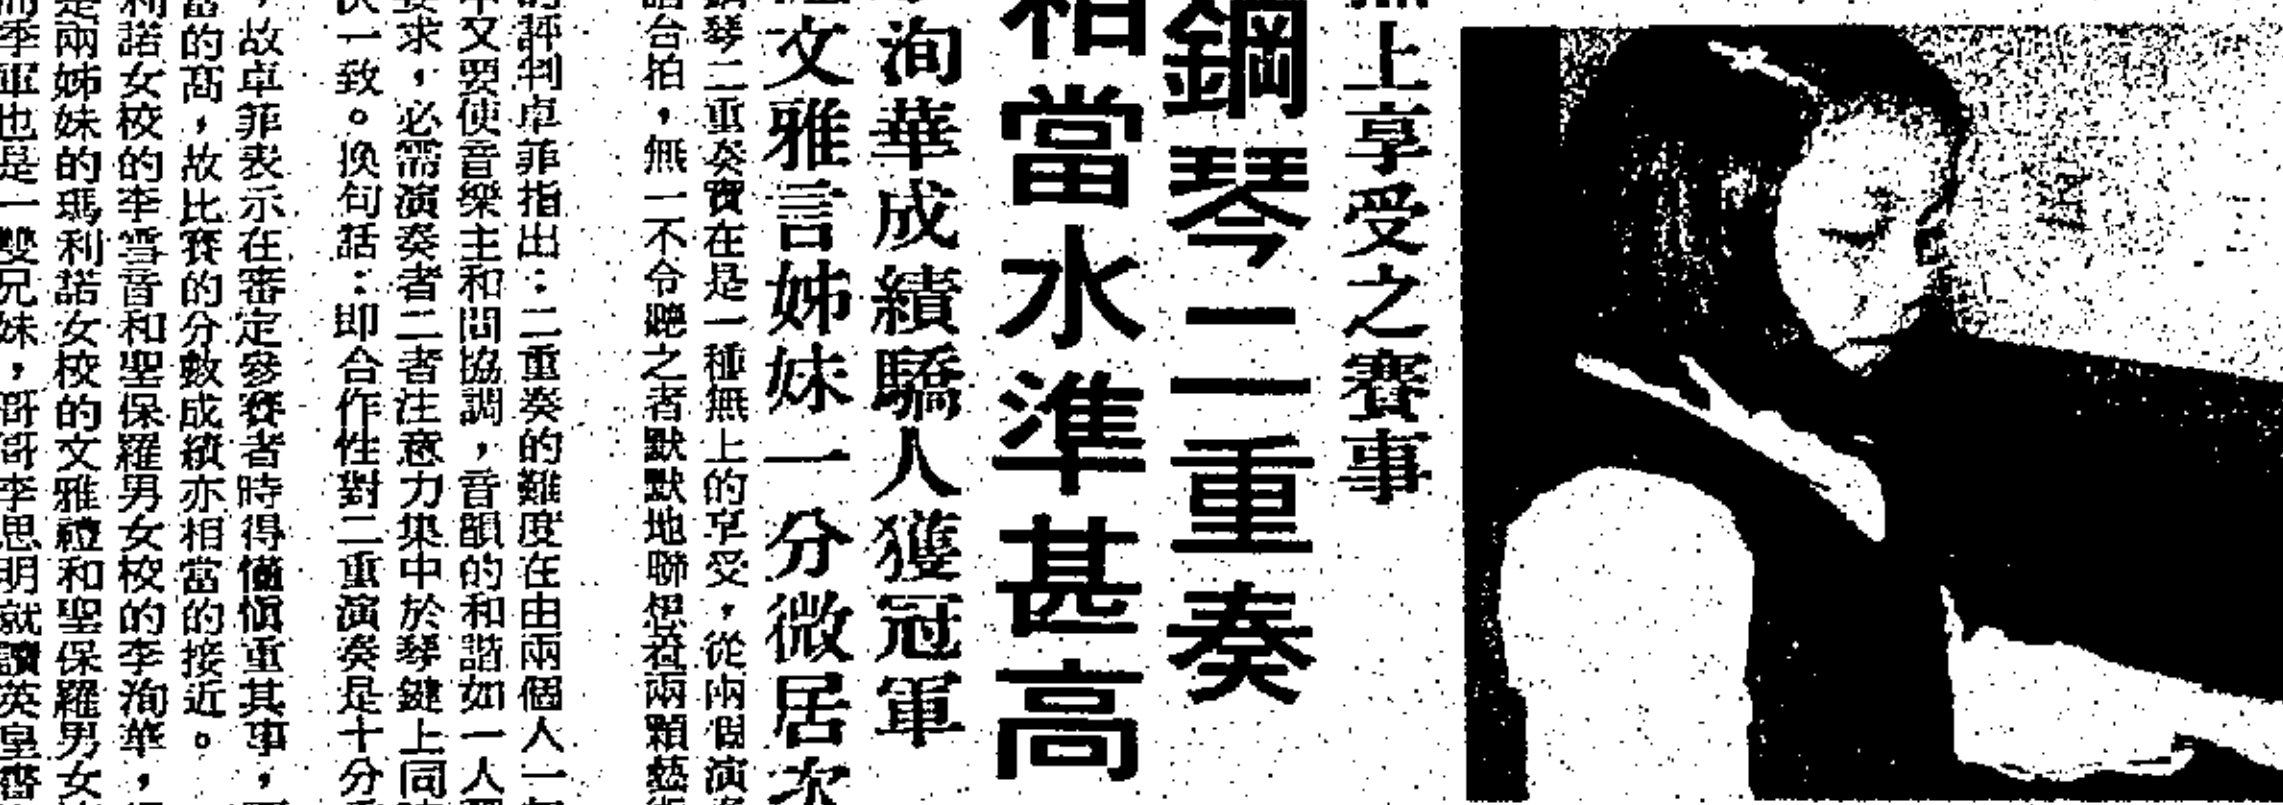 無上享受之賽事
鋼琴二重奏
相當水準甚高
洵華成績驕人獲冠軍
文雅言姊妹一分微居次
鋼琴二重奏實在是一種無上的享受，從兩個演
諧合拍，無一不令聽之者默默地聯想着兩顆藝術
的評判卓菲指出：二重奏的難度在由兩個人一
又要使音樂主和間協調，音韻的和諧如一人
要求，必需演奏者二者注意力集中於琴鍵上同
快一致。換句話：即合作性對二重演奏是十分
，故卓菲表示在審定參賽者時得謹慎重其事，
當的高，故比賽的分數成績亦相當的接近。
利諾女校的李雪音和聖保羅男女校的李洵華，
是兩姊妹的瑪利諾女校的文雅禮和聖保羅男女
而季軍也是一雙兄妹，哥哥李思明就讀英皇書